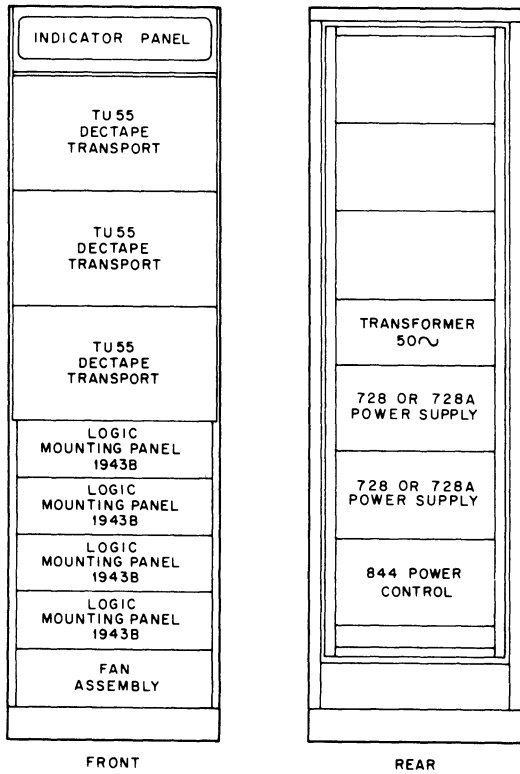 INDICATOR PANEL
TU55
DECTAPE
TRANSPORT
TU55
DECTAPE
TRANSPORT
TU55
DECTAPE
TRANSPORT
LOGIC
MOUNTING PANEL
1943B
LOGIC
MOUNTING PANEL
1943B
LOGIC
MOUNTING PANEL
1943B
LOGIC
MOUNTING PANEL
1943B
FAN
ASSEMBLY
FRONT
TRANSFORMER
50~
728 OR 728A
POWER SUPPLY
728 OR 728A
POWER SUPPLY
844 POWER
CONTROL
REAR